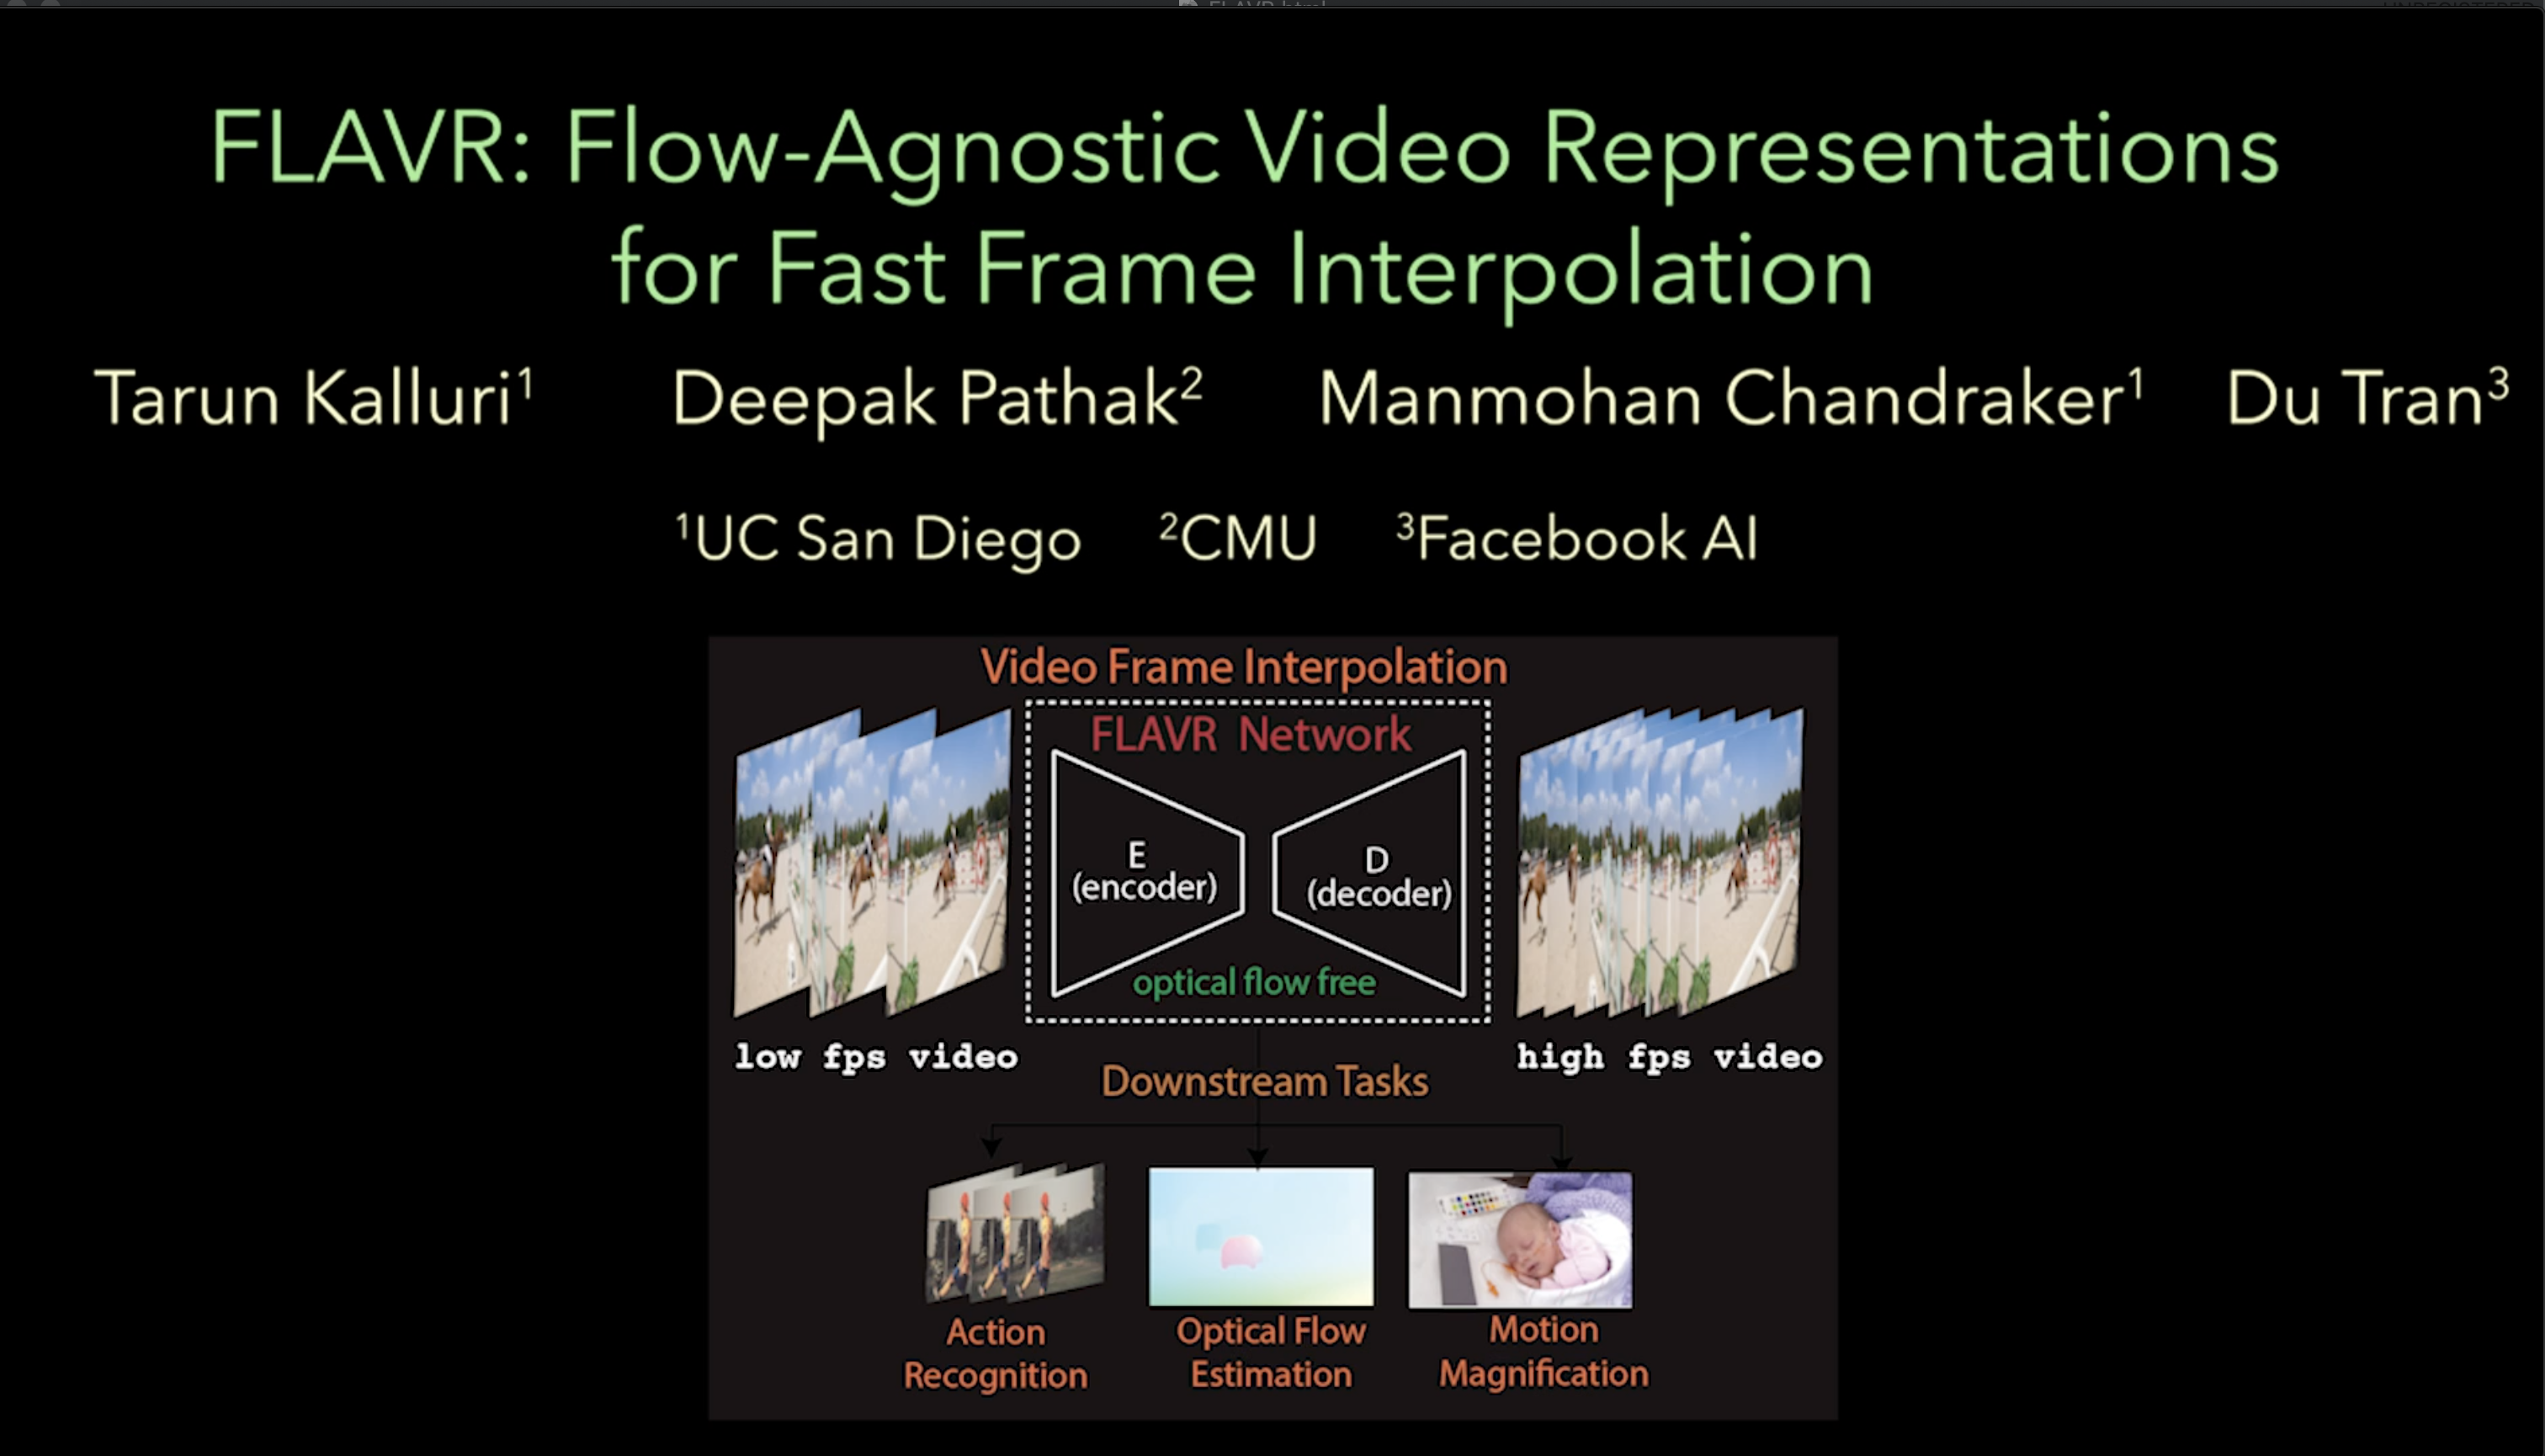 FLAVR: Flow-Agnostic Video Representations
for Fast Frame Interpolation
Tarun Kalluri¹ Deepak Pathak² Manmohan Chandraker¹ Du Tran³
¹UC San Diego ²CMU ³Facebook AI
Video Frame Interpolation
FLAVR Network
E
(encoder)
D
(decoder)
optical flow free
low fps video
high fps video
Downstream Tasks
Action
Recognition
Optical Flow
Estimation
Motion
Magnification